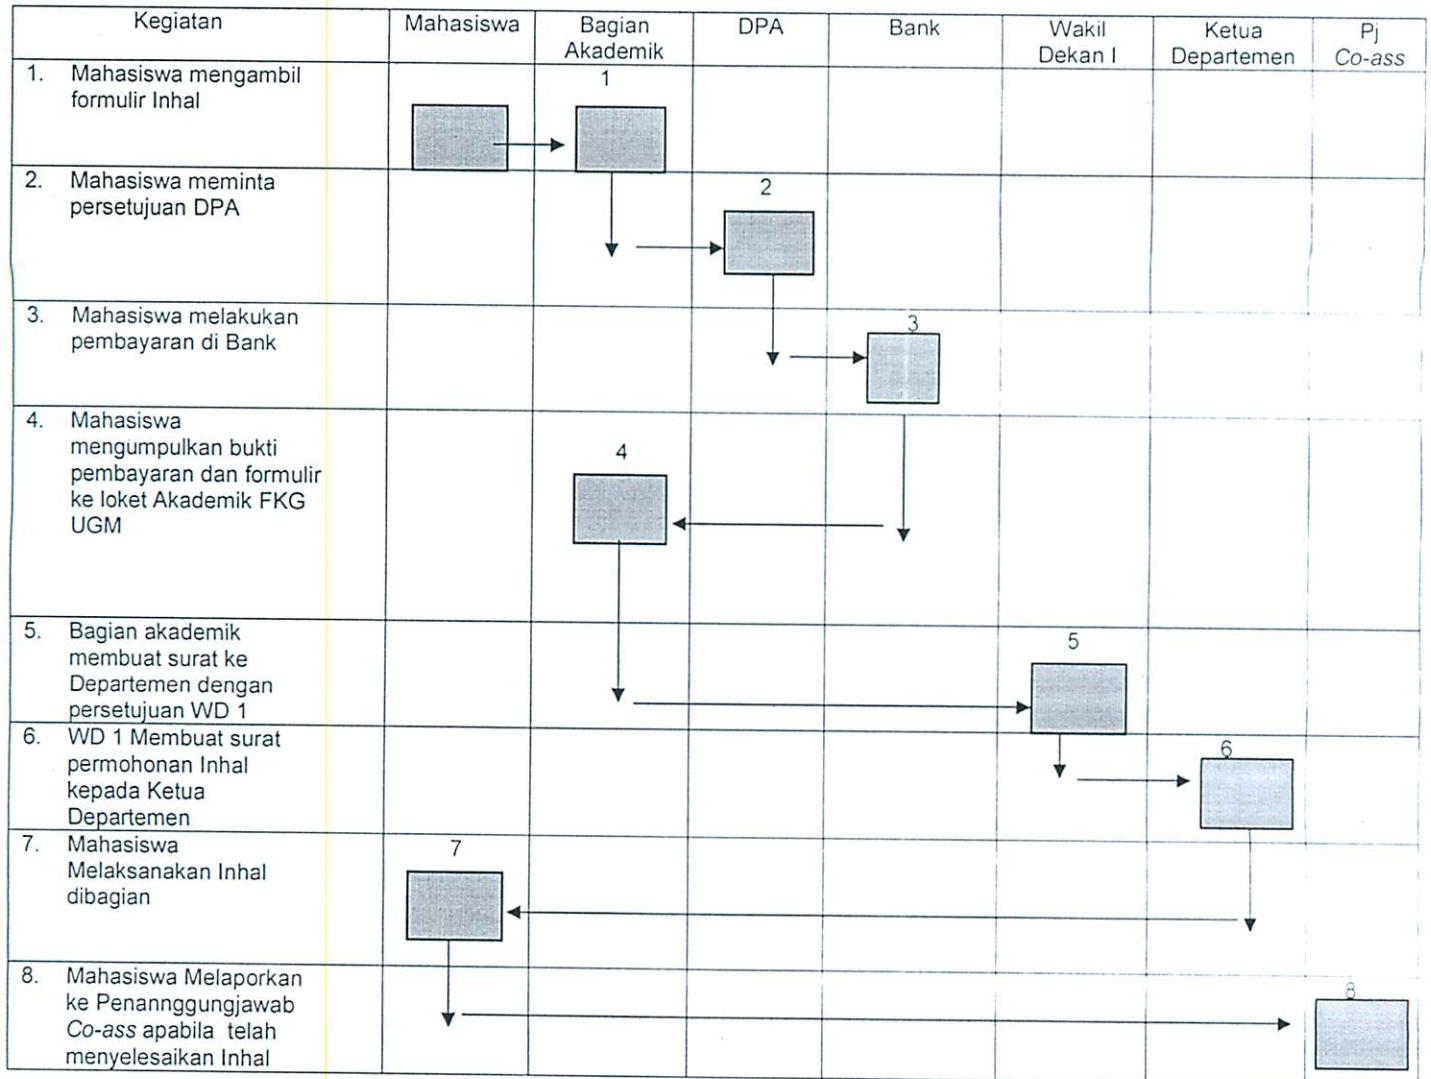 Kegiatan
Mahasiswa
Bagian
Akademik
DPA
Bank
Wakil
Dekan I
Ketua
Departemen
Pj
Co-ass
1. Mahasiswa mengambil
formulir Inhal
1
2. Mahasiswa meminta
persetujuan DPA
2
3. Mahasiswa melakukan
pembayaran di Bank
3
4. Mahasiswa
mengumpulkan bukti
pembayaran dan formulir
ke loket Akademik FKG
UGM
4
5. Bagian akademik
membuat surat ke
Departemen dengan
persetujuan WD 1
5
6. WD 1 Membuat surat
permohonan Inhal
kepada Ketua
Departemen
6
7. Mahasiswa
Melaksanakan Inhal
dibagian
7
8. Mahasiswa Melaporkan
ke Penannggungjawab
Co-ass apabila telah
menyelesaikan Inhal
8